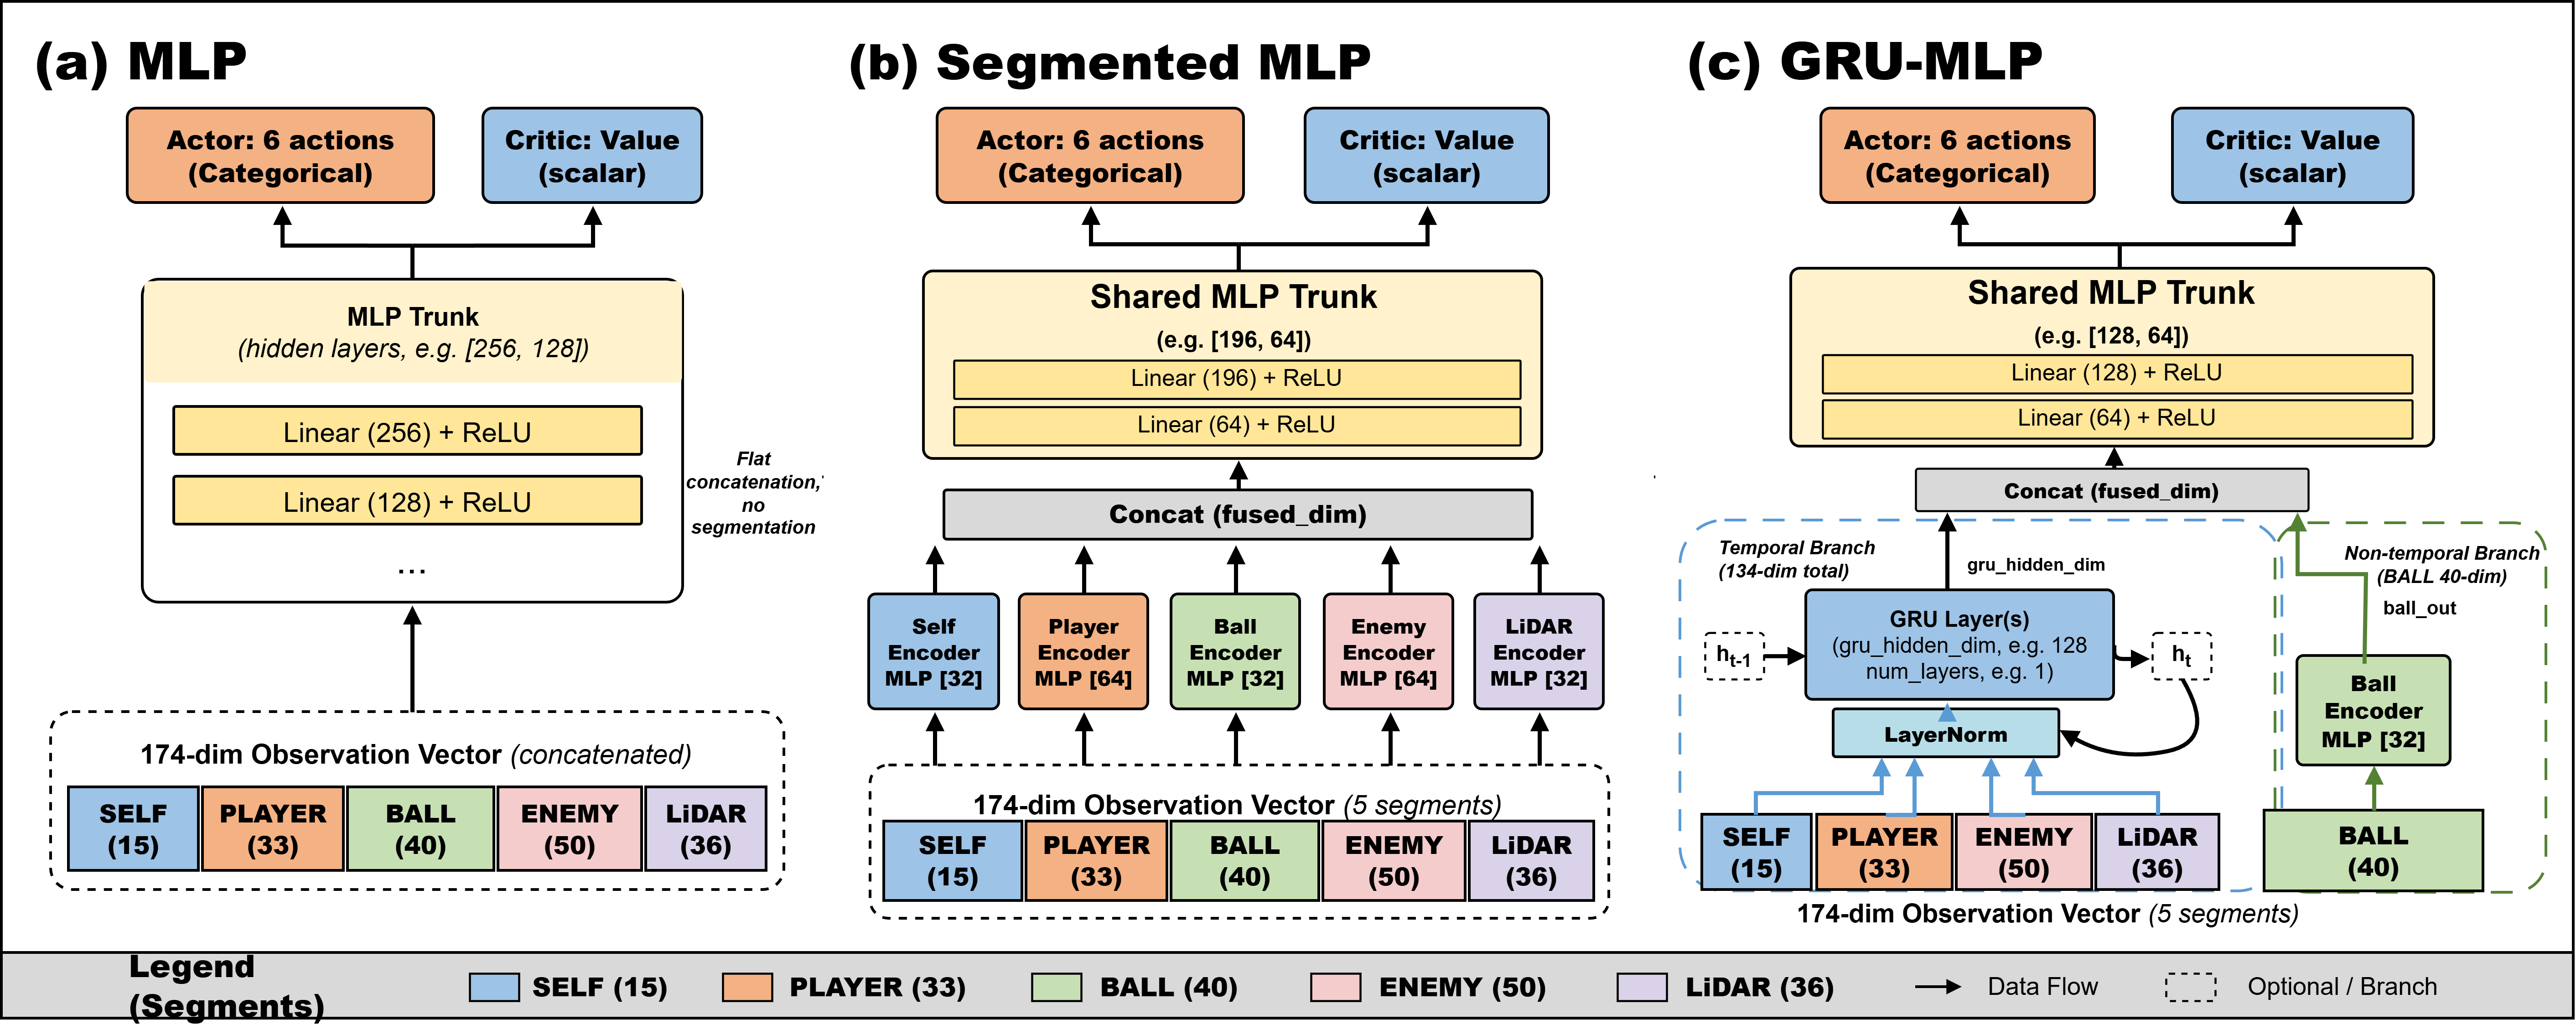 (a) MLP
Actor: 6 actions
(Categorical)
Critic: Value
(scalar)
MLP Trunk
(hidden layers, e.g. [256, 128])
Linear (256) + ReLU
Linear (128) + ReLU
...
Flat
concatenation,
no
segmentation
174-dim Observation Vector (concatenated)
SELF
(15)
PLAYER
(33)
BALL
(40)
ENEMY
(50)
LiDAR
(36)
(b) Segmented MLP
Actor: 6 actions
(Categorical)
Critic: Value
(scalar)
Shared MLP Trunk
(e.g. [196, 64])
Linear (196) + ReLU
Linear (64) + ReLU
Concat (fused_dim)
Self
Encoder
MLP [32]
Player
Encoder
MLP [64]
Ball
Encoder
MLP [32]
Enemy
Encoder
MLP [64]
LiDAR
Encoder
MLP [32]
174-dim Observation Vector (5 segments)
SELF
(15)
PLAYER
(33)
BALL
(40)
ENEMY
(50)
LiDAR
(36)
(c) GRU-MLP
Actor: 6 actions
(Categorical)
Critic: Value
(scalar)
Shared MLP Trunk
(e.g. [128, 64])
Linear (128) + ReLU
Linear (64) + ReLU
Concat (fused_dim)
Temporal Branch
(134-dim total)
gru_hidden_dim
Non-temporal Branch
(BALL 40-dim)
ball_out
GRU Layer(s)
(gru_hidden_dim, e.g. 128
num_layers, e.g. 1)
ht-1
ht
LayerNorm
Ball
Encoder
MLP [32]
SELF
(15)
PLAYER
(33)
ENEMY
(50)
LiDAR
(36)
BALL
(40)
174-dim Observation Vector (5 segments)
Legend
(Segments)
SELF (15)
PLAYER (33)
BALL (40)
ENEMY (50)
LiDAR (36)
Data Flow
Optional / Branch